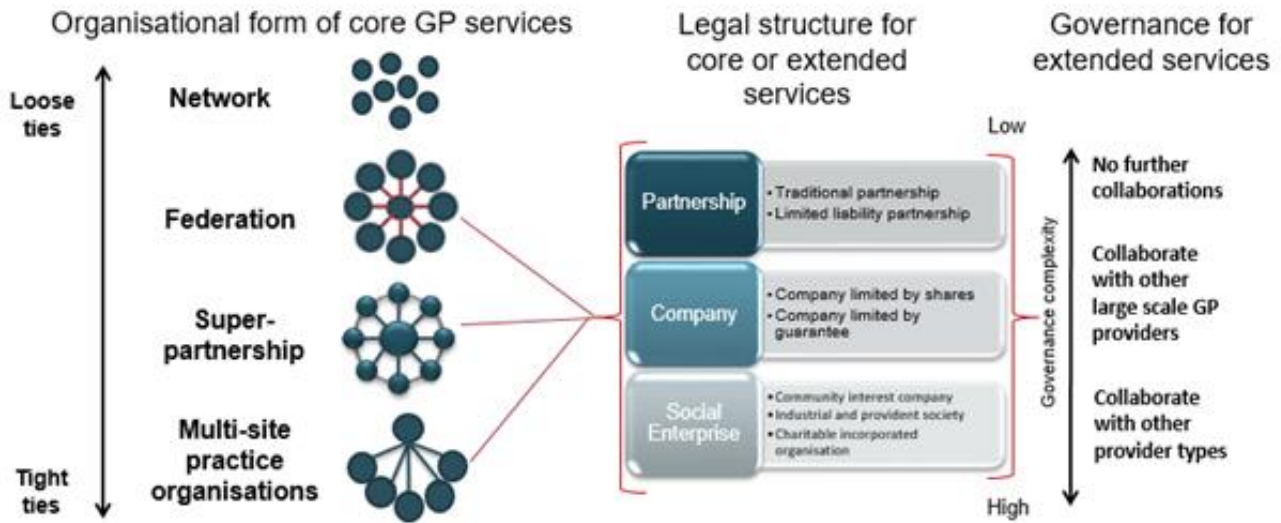 Organisational form of core GP services
Loose
ties
Network
Federation
Super-
partnership
Multi-site
practice
organisations
Tight
ties
Legal structure for
core or extended
services
Partnership
• Traditional partnership
• Limited liability partnership
Company
• Company limited by shares
• Company limited by
guarantee
Social
Enterprise
• Community interest company
• Industrial and provident society
• Charitable incorporated
organisation
Governance for
extended services
Low
Governance complexity
High
No further
collaborations
Collaborate
with other
large scale GP
providers
Collaborate
with other
provider types